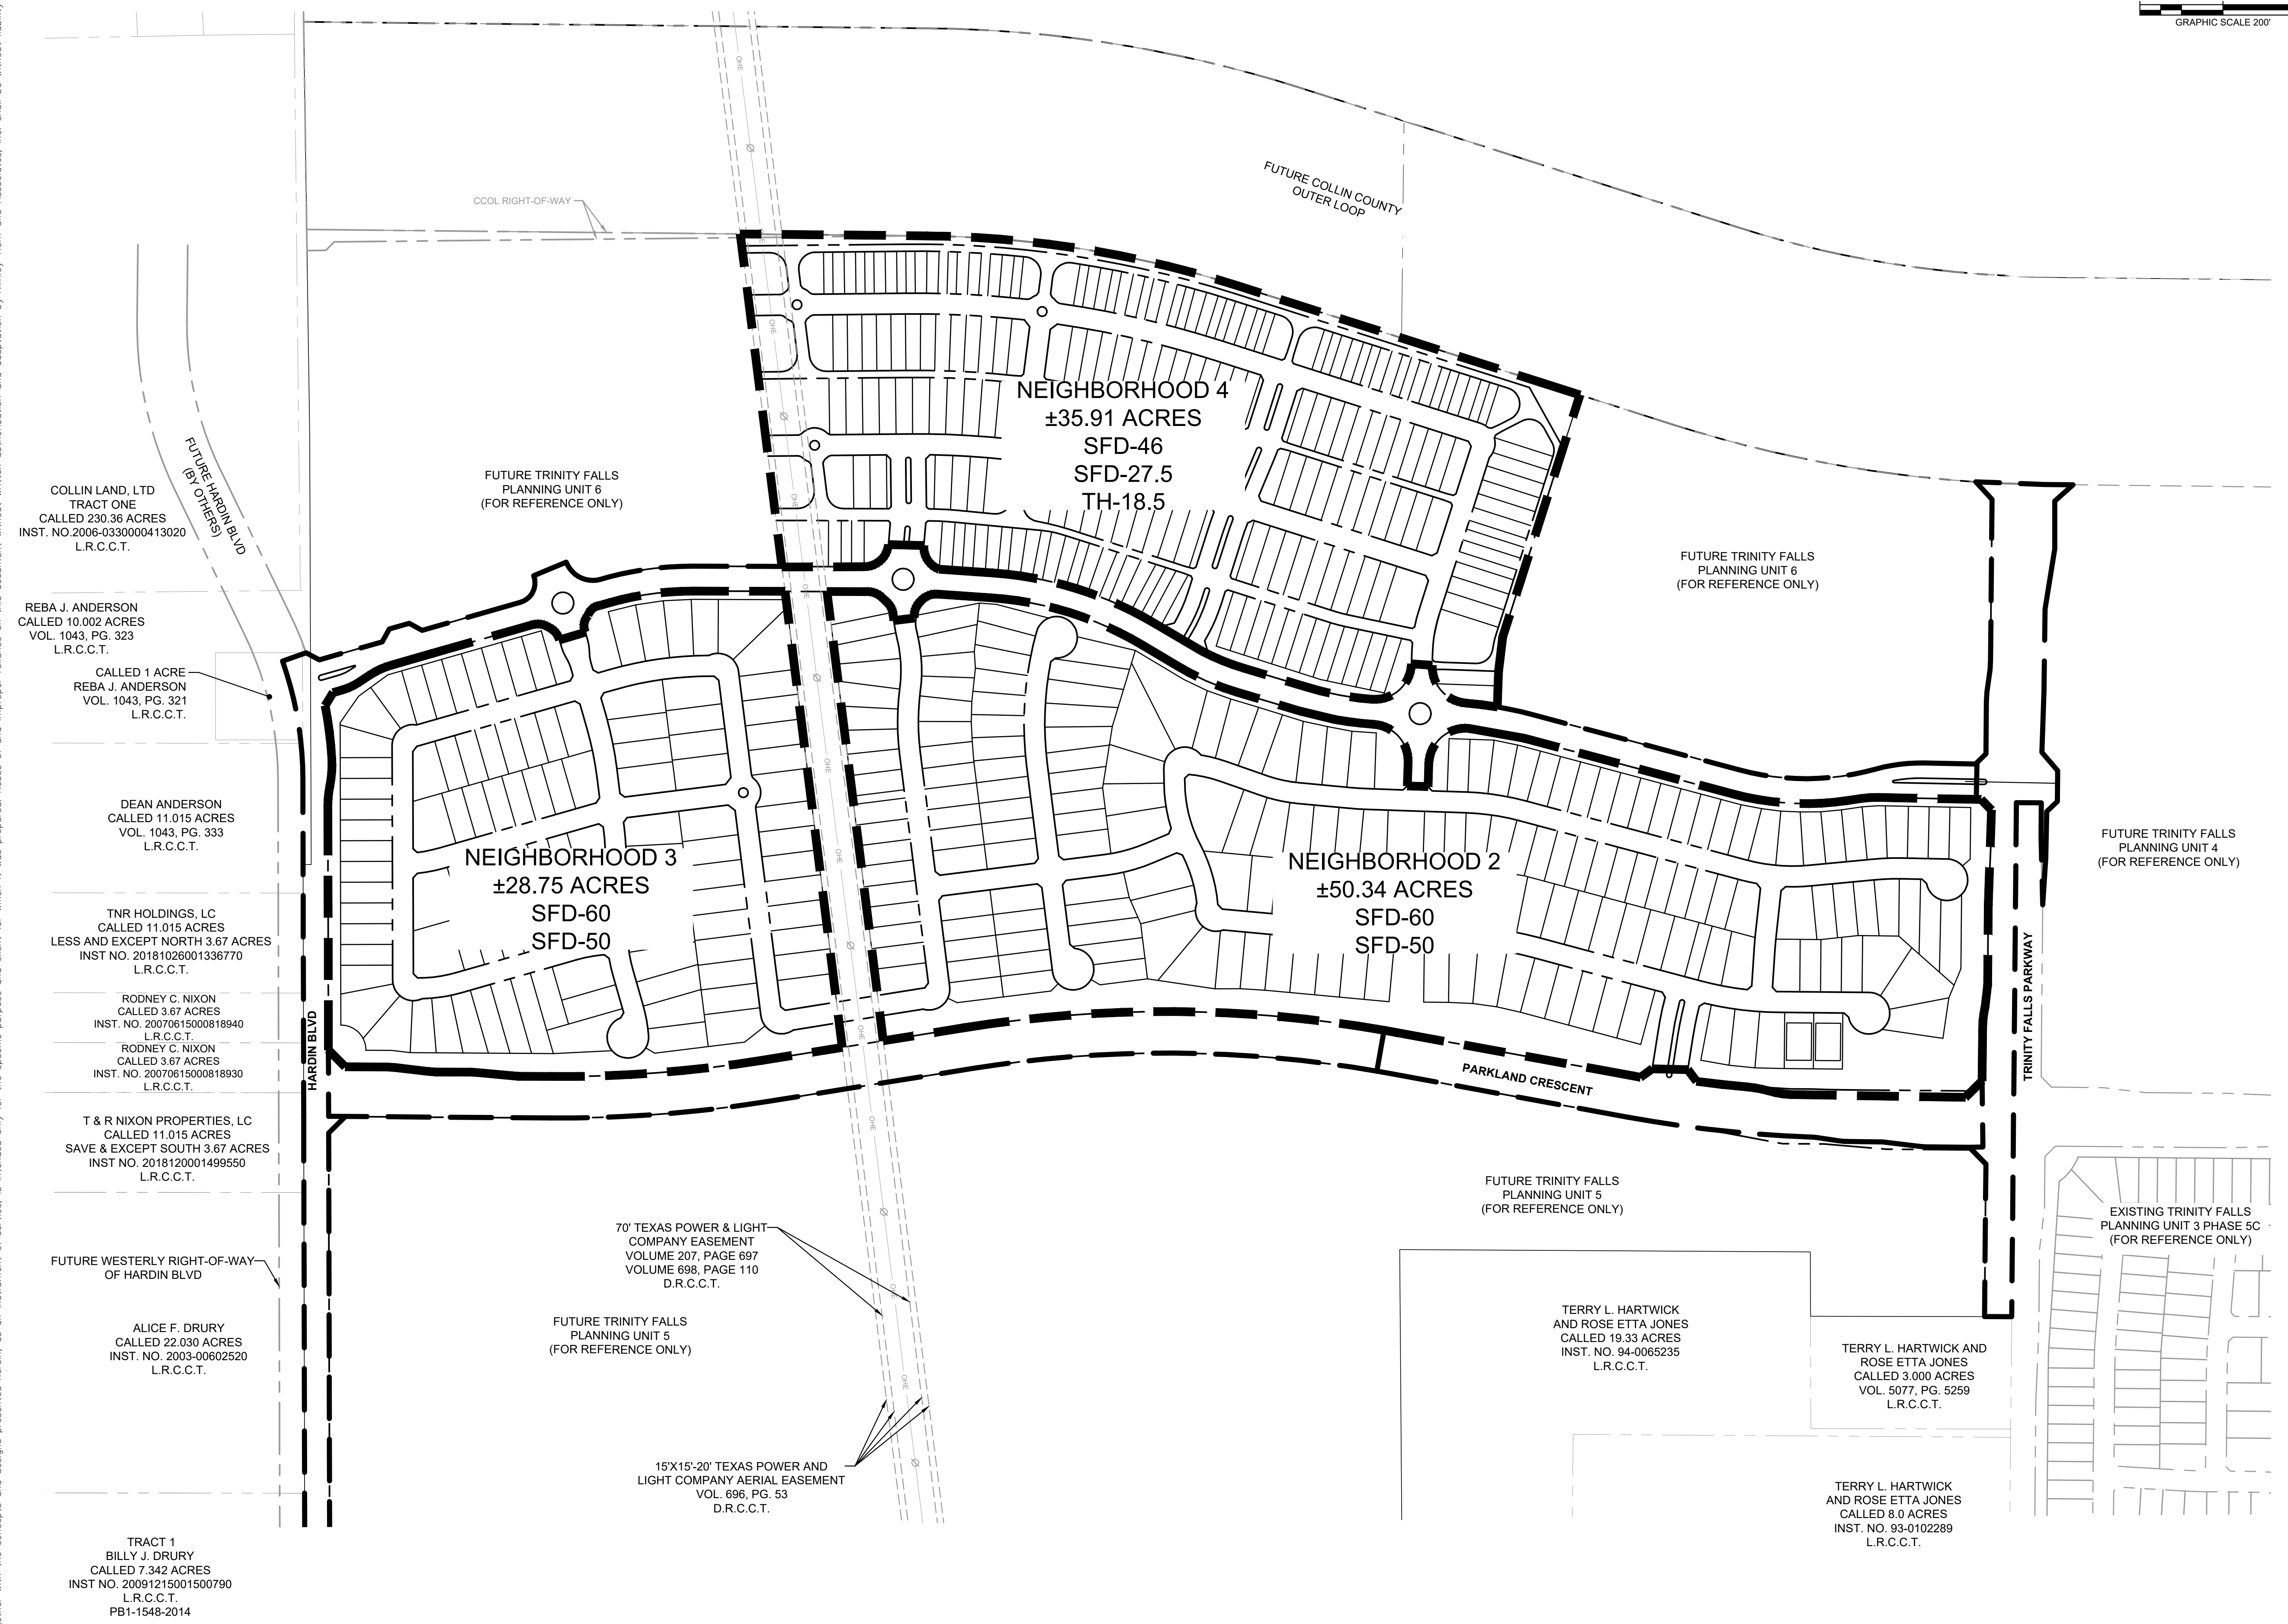 GRAPHIC SCALE 200'
OHE
CCOL RIGHT-OF-WAY
FUTURE COLLIN COUNTY
OUTER LOOP
OHE
NEIGHBORHOOD 4
±35.91 ACRES
SFD-46
SFD-27.5
TH-18.5
OHE
FUTURE HARDIN BLVD
(BY OTHERS)
FUTURE TRINITY FALLS
PLANNING UNIT 6
(FOR REFERENCE ONLY)
COLLIN LAND, LTD
TRACT ONE
CALLED 230.36 ACRES
INST. NO.2006-0330000413020
L.R.C.C.T.
FUTURE TRINITY FALLS
PLANNING UNIT 6
(FOR REFERENCE ONLY)
OHE
REBA J. ANDERSON
CALLED 10.002 ACRES
VOL. 1043, PG. 323
L.R.C.C.T.
CALLED 1 ACRE
REBA J. ANDERSON
VOL. 1043, PG. 321
L.R.C.C.T.
OHE
DEAN ANDERSON
CALLED 11.015 ACRES
VOL. 1043, PG. 333
L.R.C.C.T.
OHE
NEIGHBORHOOD 3
±28.75 ACRES
SFD-60
SFD-50
NEIGHBORHOOD 2
±50.34 ACRES
SFD-60
SFD-50
FUTURE TRINITY FALLS
PLANNING UNIT 4
(FOR REFERENCE ONLY)
TNR HOLDINGS, LC
CALLED 11.015 ACRES
LESS AND EXCEPT NORTH 3.67 ACRES
INST NO. 20181026001336770
L.R.C.C.T.
RODNEY C. NIXON
CALLED 3.67 ACRES
INST. NO. 20070615000818940
L.R.C.C.T.
RODNEY C. NIXON
CALLED 3.67 ACRES
INST. NO. 20070615000818930
L.R.C.C.T.
HARDIN BLVD
OHE
PARKLAND CRESCENT
TRINITY FALLS PARKWAY
OHE
T & R NIXON PROPERTIES, LC
CALLED 11.015 ACRES
SAVE & EXCEPT SOUTH 3.67 ACRES
INST NO. 2018120001499550
L.R.C.C.T.
FUTURE TRINITY FALLS
PLANNING UNIT 5
(FOR REFERENCE ONLY)
EXISTING TRINITY FALLS
PLANNING UNIT 3 PHASE 5C
(FOR REFERENCE ONLY)
70' TEXAS POWER & LIGHT
COMPANY EASEMENT
VOLUME 207, PAGE 697
VOLUME 698, PAGE 110
D.R.C.C.T.
FUTURE WESTERLY RIGHT-OF-WAY
OF HARDIN BLVD
OHE
FUTURE TRINITY FALLS
PLANNING UNIT 5
(FOR REFERENCE ONLY)
ALICE F. DRURY
CALLED 22.030 ACRES
INST. NO. 2003-00602520
L.R.C.C.T.
TERRY L. HARTWICK
AND ROSE ETTA JONES
CALLED 19.33 ACRES
INST. NO. 94-0065235
L.R.C.C.T.
TERRY L. HARTWICK AND
ROSE ETTA JONES
CALLED 3.000 ACRES
VOL. 5077, PG. 5259
L.R.C.C.T.
OHE
15'X15'-20' TEXAS POWER AND
LIGHT COMPANY AERIAL EASEMENT
VOL. 696, PG. 53
D.R.C.C.T.
TERRY L. HARTWICK
AND ROSE ETTA JONES
CALLED 8.0 ACRES
INST. NO. 93-0102289
L.R.C.C.T.
TRACT 1
BILLY J. DRURY
CALLED 7.342 ACRES
INST NO. 20091215001500790
L.R.C.C.T.
PB1-1548-2014